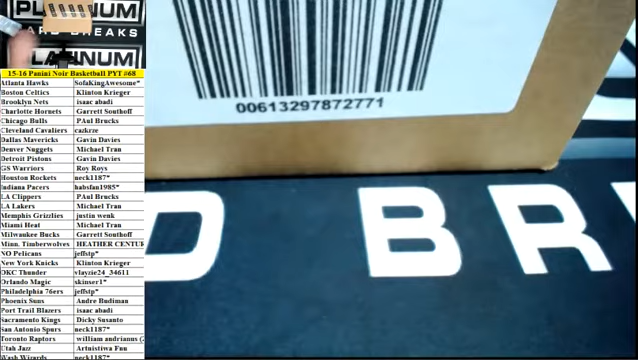 PLATINUM
ARD BREAKS
PLATINUM
15-16 Panini Noir Basketball PYT #68
Atlanta Hawks SofaKingAwesome*
Boston Celtics Klinton Krieger
Brooklyn Nets isaac abadi
Charlotte Hornets Garrett Southoff
Chicago Bulls PAul Brucks
Cleveland Cavaliers cazkrze
Dallas Mavericks Gavin Davies
Denver Nuggets Michael Tran
Detroit Pistons Gavin Davies
GS Warriors Roy Roys
Houston Rockets neck1187*
Indiana Pacers habsfan1985*
LA Clippers PAul Brucks
LA Lakers Michael Tran
Memphis Grizzlies justin wenk
Miami Heat Michael Tran
Milwaukee Bucks Garrett Southoff
Minn. Timberwolves HEATHER CENTUR
NO Pelicans jeffstp*
New York Knicks Klinton Krieger
OKC Thunder vlayzie24_34611
Orlando Magic skinser1*
Philadelphia 76ers jeffstp*
Phoenix Suns Andre Budiman
Port Trail Blazers isaac abadi
Sacramento Kings Dicky Susanto
San Antonio Spurs neck1187*
Toronto Raptors william andrianus (2
Utah Jazz Artnistiwa Fnu
Wash Wizards neck1187*
00613297872771
D BR